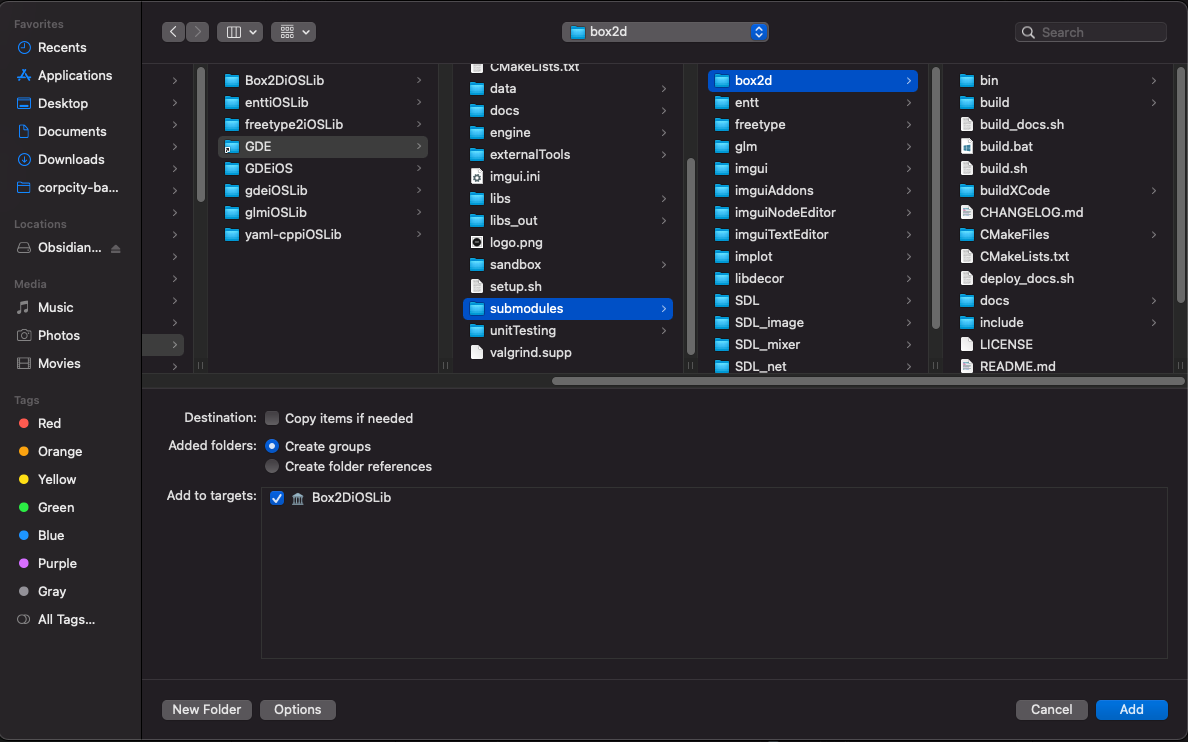 Favorites
Recents
Applications
Desktop
Documents
Downloads
corpcity-ba...
Locations
Obsidian...
Media
Music
Photos
Movies
Tags
Red
Orange
Yellow
Green
Blue
Purple
Gray
All Tags...
box2d
Search
Box2DiOSLib
enttiOSLib
freetype2iOSLib
GDE
GDEiOS
gdeiOSLib
glmiOSLib
yaml-cppiOSLib
CMakeLists.txt
data
docs
engine
externalTools
imgui.ini
libs
libs_out
logo.png
sandbox
setup.sh
submodules
unitTesting
valgrind.supp
box2d
entt
freetype
glm
imgui
imguiAddons
imguiNodeEditor
imguiTextEditor
implot
libdecor
SDL
SDL_image
SDL_mixer
SDL_net
bin
build
build_docs.sh
build.bat
build.sh
buildXCode
CHANGELOG.md
CMakeFiles
CMakeLists.txt
deploy_docs.sh
docs
include
LICENSE
README.md
Destination: Copy items if needed
Added folders: Create groups
Create folder references
Add to targets: Box2DiOSLib
New Folder Options Cancel Add